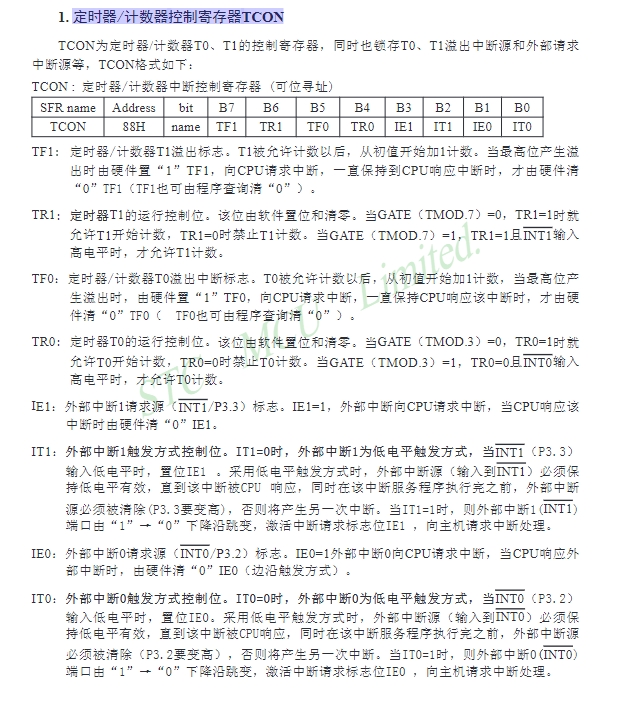 1. 定时器/计数器控制寄存器TCON
TCON为定时器/计数器T0、T1的控制寄存器，同时也锁存T0、T1溢出中断源和外部请求
中断源等，TCON格式如下：
TCON : 定时器/计数器中断控制寄存器 (可位寻址)
SFR name Address bit B7 B6 B5 B4 B3 B2 B1 B0
TCON 88H name TF1 TR1 TF0 TR0 IE1 IT1 IE0 IT0
TF1： 定时器/计数器T1溢出标志。T1被允许计数以后，从初值开始加1计数。当最高位产生溢
出时由硬件置“1”TF1，向CPU请求中断，一直保持到CPU响应中断时，才由硬件清
“0”TF1（TF1也可由程序查询清“0”）。
TR1： 定时器T1的运行控制位。该位由软件置位和清零。当GATE（TMOD.7）=0，TR1=1时就
允许T1开始计数，TR1=0时禁止T1计数。当GATE（TMOD.7）=1，TR1=1且INT1输入
高电平时，才允许T1计数。
TF0： 定时器/计数器T0溢出中断标志。T0被允许计数以后，从初值开始加1计数，当最高位产
生溢出时，由硬件置“1”TF0，向CPU请求中断，一直保持CPU响应该中断时，才由硬
件清“0”TF0（ TF0也可由程序查询清“0”）。
TR0： 定时器T0的运行控制位。该位由软件置位和清零。当GATE（TMOD.3）=0，TR0=1时就
允许T0开始计数，TR0=0时禁止T0计数。当GATE（TMOD.3）=1，TR0=0且INT0输入
高电平时，才允许T0计数。
IE1： 外部中断1请求源（INT1/P3.3）标志。IE1=1，外部中断向CPU请求中断，当CPU响应该
中断时由硬件清“0”IE1。
IT1： 外部中断1触发方式控制位。IT1=0时，外部中断1为低电平触发方式，当INT1（P3.3）
输入低电平时，置位IE1 。采用低电平触发方式时，外部中断源（输入到INT1）必须保
持低电平有效，直到该中断被CPU 响应，同时在该中断服务程序执行完之前，外部中断
源必须被清除(P3.3要变高)，否则将产生另一次中断。当IT1=1时，则外部中断1(INT1)
端口由“1”→“0”下降沿跳变，激活中断请求标志位IE1 ，向主机请求中断处理。
IE0： 外部中断0请求源（INT0/P3.2）标志。IE0=1外部中断0向CPU请求中断，当CPU响应外
部中断时，由硬件清“0”IE0（边沿触发方式）。
IT0： 外部中断0触发方式控制位。IT0=0时，外部中断0为低电平触发方式，当INT0（P3.2）
输入低电平时，置位IE0。采用低电平触发方式时，外部中断源（输入到INT0）必须保
持低电平有效，直到该中断被CPU响应，同时在该中断服务程序执行完之前，外部中断源
必须被清除（P3.2要变高），否则将产生另一次中断。当IT0=1时，则外部中断0(INT0)
端口由“1”→“0”下降沿跳变，激活中断请求标志位IE0 ，向主机请求中断处理。
STC MCU Limited.